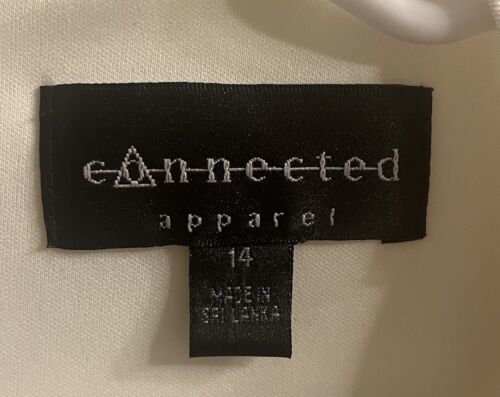 connected
apparel
14
MADE IN
SRI LANKA